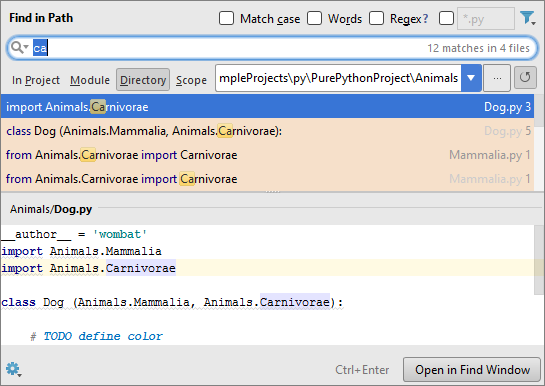 Find in Path Match case Words Regex? *.py
ca 12 matches in 4 files
In Project Module Directory Scope mpleProjects\py\PurePythonProject\Animals ...
import Animals.Carnivorae Dog.py 3
class Dog (Animals.Mammalia, Animals.Carnivorae): Dog.py 5
from Animals.Carnivorae import Carnivorae Mammalia.py 1
from Animals.Carnivorae import Carnivorae Mammalia.py 1
Animals/Dog.py
__author__ = 'wombat'
import Animals.Mammalia
import Animals.Carnivorae
class Dog (Animals.Mammalia, Animals.Carnivorae):
# TODO define color
Ctrl+Enter Open in Find Window